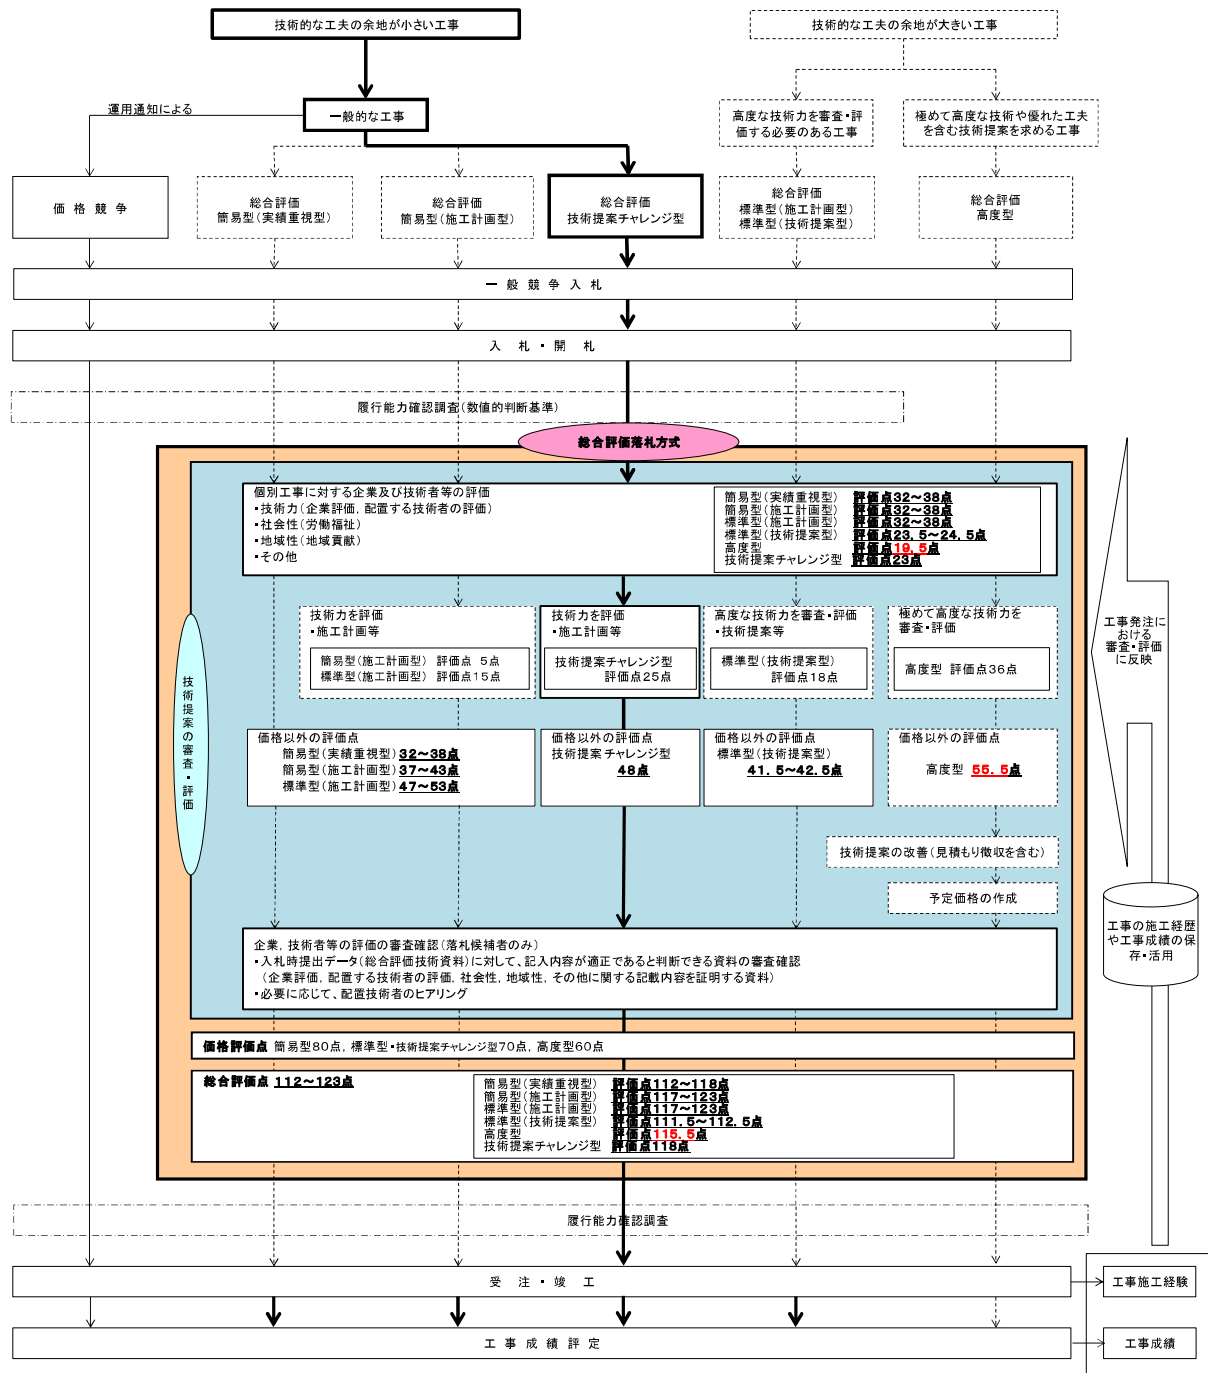 技術的な工夫の余地が小さい工事
技術的な工夫の余地が大きい工事
運用通知による
一般的な工事
高度な技術力を審査・評
価する必要のある工事
極めて高度な技術や優れた工夫
を含む技術提案を求める工事
価 格 競 争
総合評価
簡易型(実績重視型)
総合評価
簡易型(施工計画型)
総合評価
技術提案チャレンジ型
総合評価
標準型(施工計画型)
標準型(技術提案型)
総合評価
高度型
一 般 競 争 入 札
入 札 ・ 開 札
履行能力確認調査(数値的判断基準)
総合評価落札方式
個別工事に対する企業及び技術者等の評価
・技術力(企業評価,配置する技術者の評価)
・社会性(労働福祉)
・地域性(地域貢献)
・その他
簡易型(実績重視型) 評価点32～38点
簡易型(施工計画型) 評価点32～38点
標準型(施工計画型) 評価点32～38点
標準型(技術提案型) 評価点23.5～24.5点
高度型 評価点19.5点
技術提案チャレンジ型 評価点23点
技術力を評価
・施工計画等
簡易型(施工計画型) 評価点 5点
標準型(施工計画型) 評価点15点
技術力を評価
・施工計画等
技術提案チャレンジ型
評価点25点
高度な技術力を審査・評価
・技術提案等
標準型(技術提案型)
評価点18点
極めて高度な技術力を
審査・評価
高度型 評価点36点
工事発注に
おける
審査・評価
に反映
技術提案の審査・評価
価格以外の評価点
簡易型(実績重視型) 32～38点
簡易型(施工計画型) 37～43点
標準型(施工計画型) 47～53点
価格以外の評価点
技術提案チャレンジ型
48点
価格以外の評価点
標準型(技術提案型)
41.5～42.5点
価格以外の評価点
高度型 55.5点
技術提案の改善(見積もり徴収を含む)
予定価格の作成
工事の施工経歴
や工事成績の保
存・活用
企業,技術者等の評価の審査確認(落札候補者のみ)
・入札時提出データ(総合評価技術資料)に対して,記入内容が適正であると判断できる資料の審査確認
(企業評価,配置する技術者の評価,社会性,地域性,その他に関する記載内容を証明する資料)
・必要に応じて,配置技術者のヒアリング
価格評価点 簡易型80点,標準型・技術提案チャレンジ型70点,高度型60点
総合評価点 112～123点
簡易型(実績重視型) 評価点112～118点
簡易型(施工計画型) 評価点117～123点
標準型(施工計画型) 評価点117～123点
標準型(技術提案型) 評価点111.5～112.5点
高度型 評価点115.5点
技術提案チャレンジ型 評価点118点
履行能力確認調査
受 注 ・ 竣 工
工事施工経験
工 事 成 績 評 定
工事成績